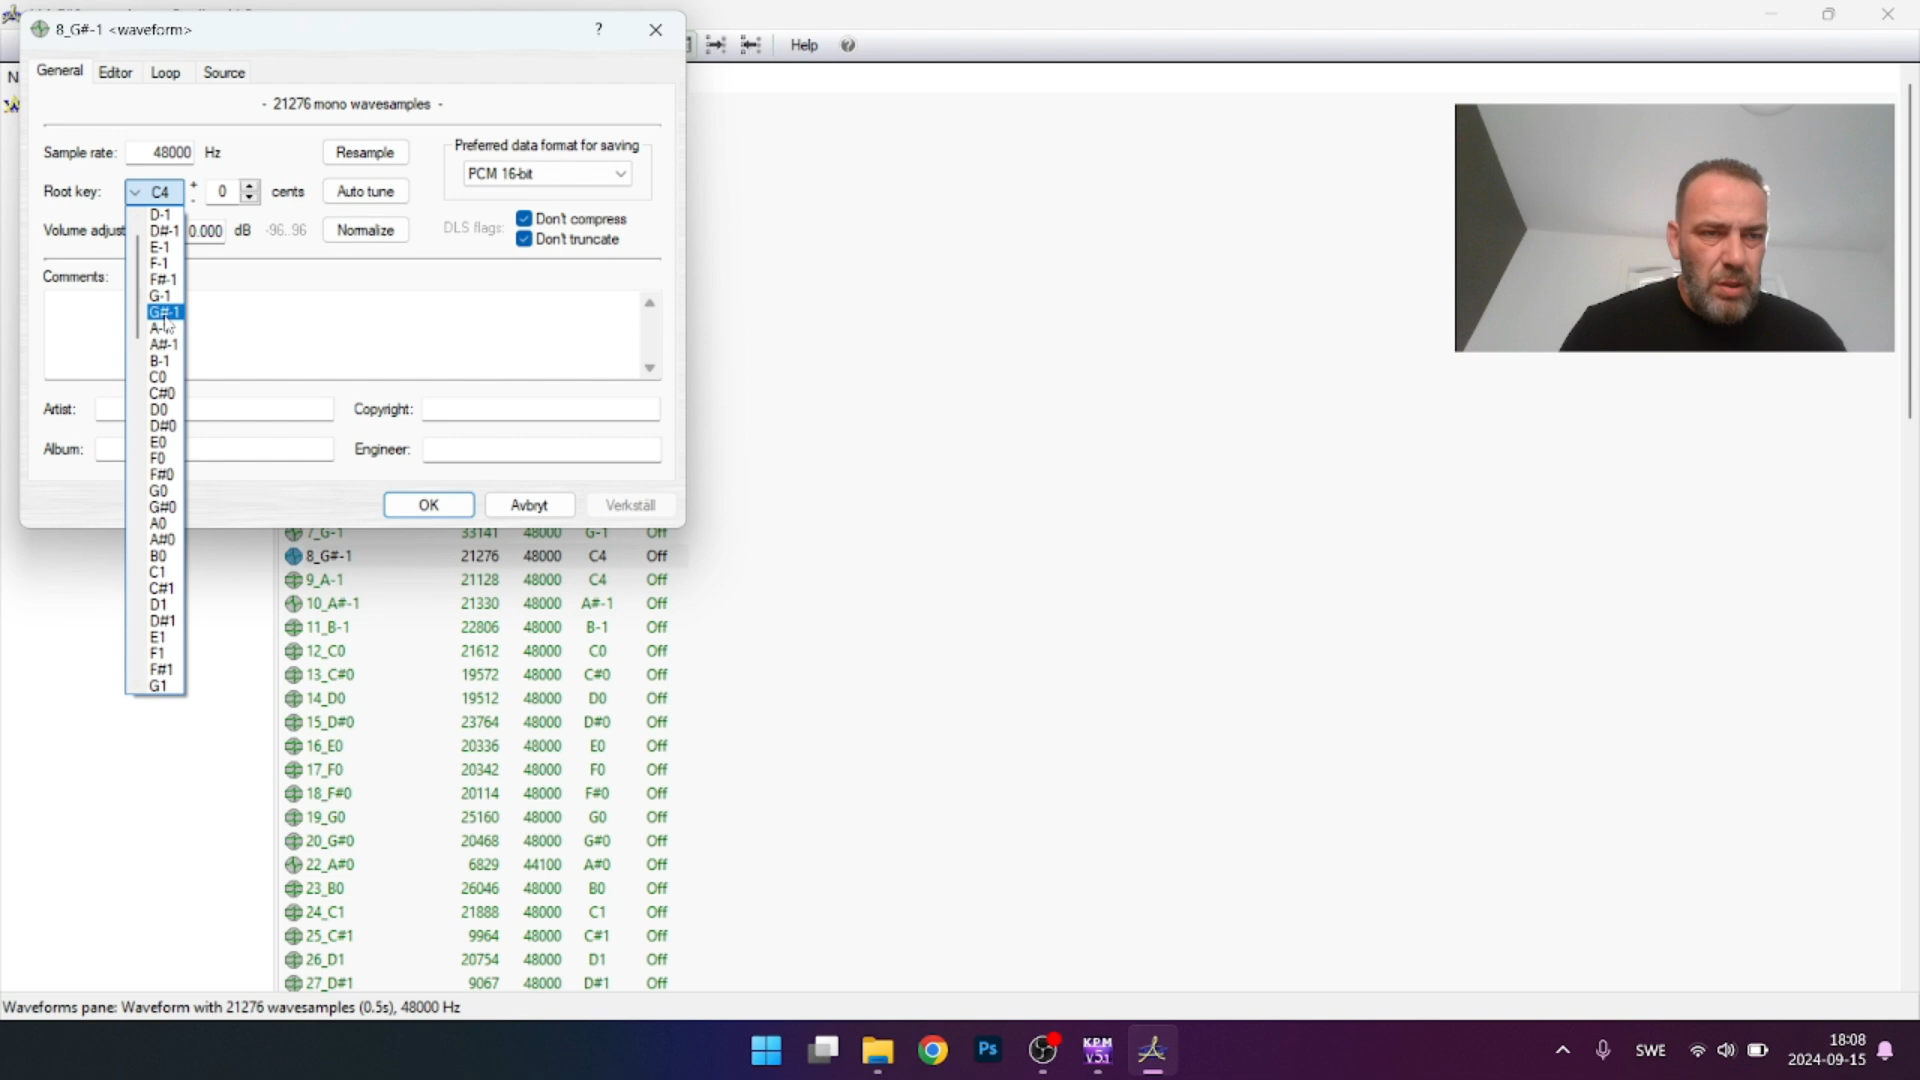 8_G#-1 <waveform>
?
Help
N
General Editor Loop Source
- 21276 mono wavesamples -
Sample rate: 48000 Hz Resample
Preferred data format for saving
PCM 16-bit
Root key: C4 + - 0 cents Auto tune
Volume adjust 0.000 dB -96..96 Normalize
DLS flags: Don't compress
Don't truncate
Comments:
Artist: Copyright:
Album: Engineer:
OK Avbryt Verkställ
D-1
D#-1
E-1
F-1
F#-1
G-1
G#-1
A-1
A#-1
B-1
C0
C#0
D0
D#0
E0
F0
F#0
G0
G#0
A0
A#0
B0
C1
C#1
D1
D#1
E1
F1
F#1
G1
7_G-1 33141 48000 G-1 Off
8_G#-1 21276 48000 C4 Off
9_A-1 21128 48000 C4 Off
10_A#-1 21330 48000 A#-1 Off
11_B-1 22806 48000 B-1 Off
12_C0 21612 48000 C0 Off
13_C#0 19572 48000 C#0 Off
14_D0 19512 48000 D0 Off
15_D#0 23764 48000 D#0 Off
16_E0 20336 48000 E0 Off
17_F0 20342 48000 F0 Off
18_F#0 20114 48000 F#0 Off
19_G0 25160 48000 G0 Off
20_G#0 20468 48000 G#0 Off
22_A#0 6829 44100 A#0 Off
23_B0 26046 48000 B0 Off
24_C1 21888 48000 C1 Off
25_C#1 9964 48000 C#1 Off
26_D1 20754 48000 D1 Off
27_D#1 9067 48000 D#1 Off
Waveforms pane: Waveform with 21276 wavesamples (0.5s), 48000 Hz
Ps
KPM
v5.1
SWE
18:08
2024-09-15